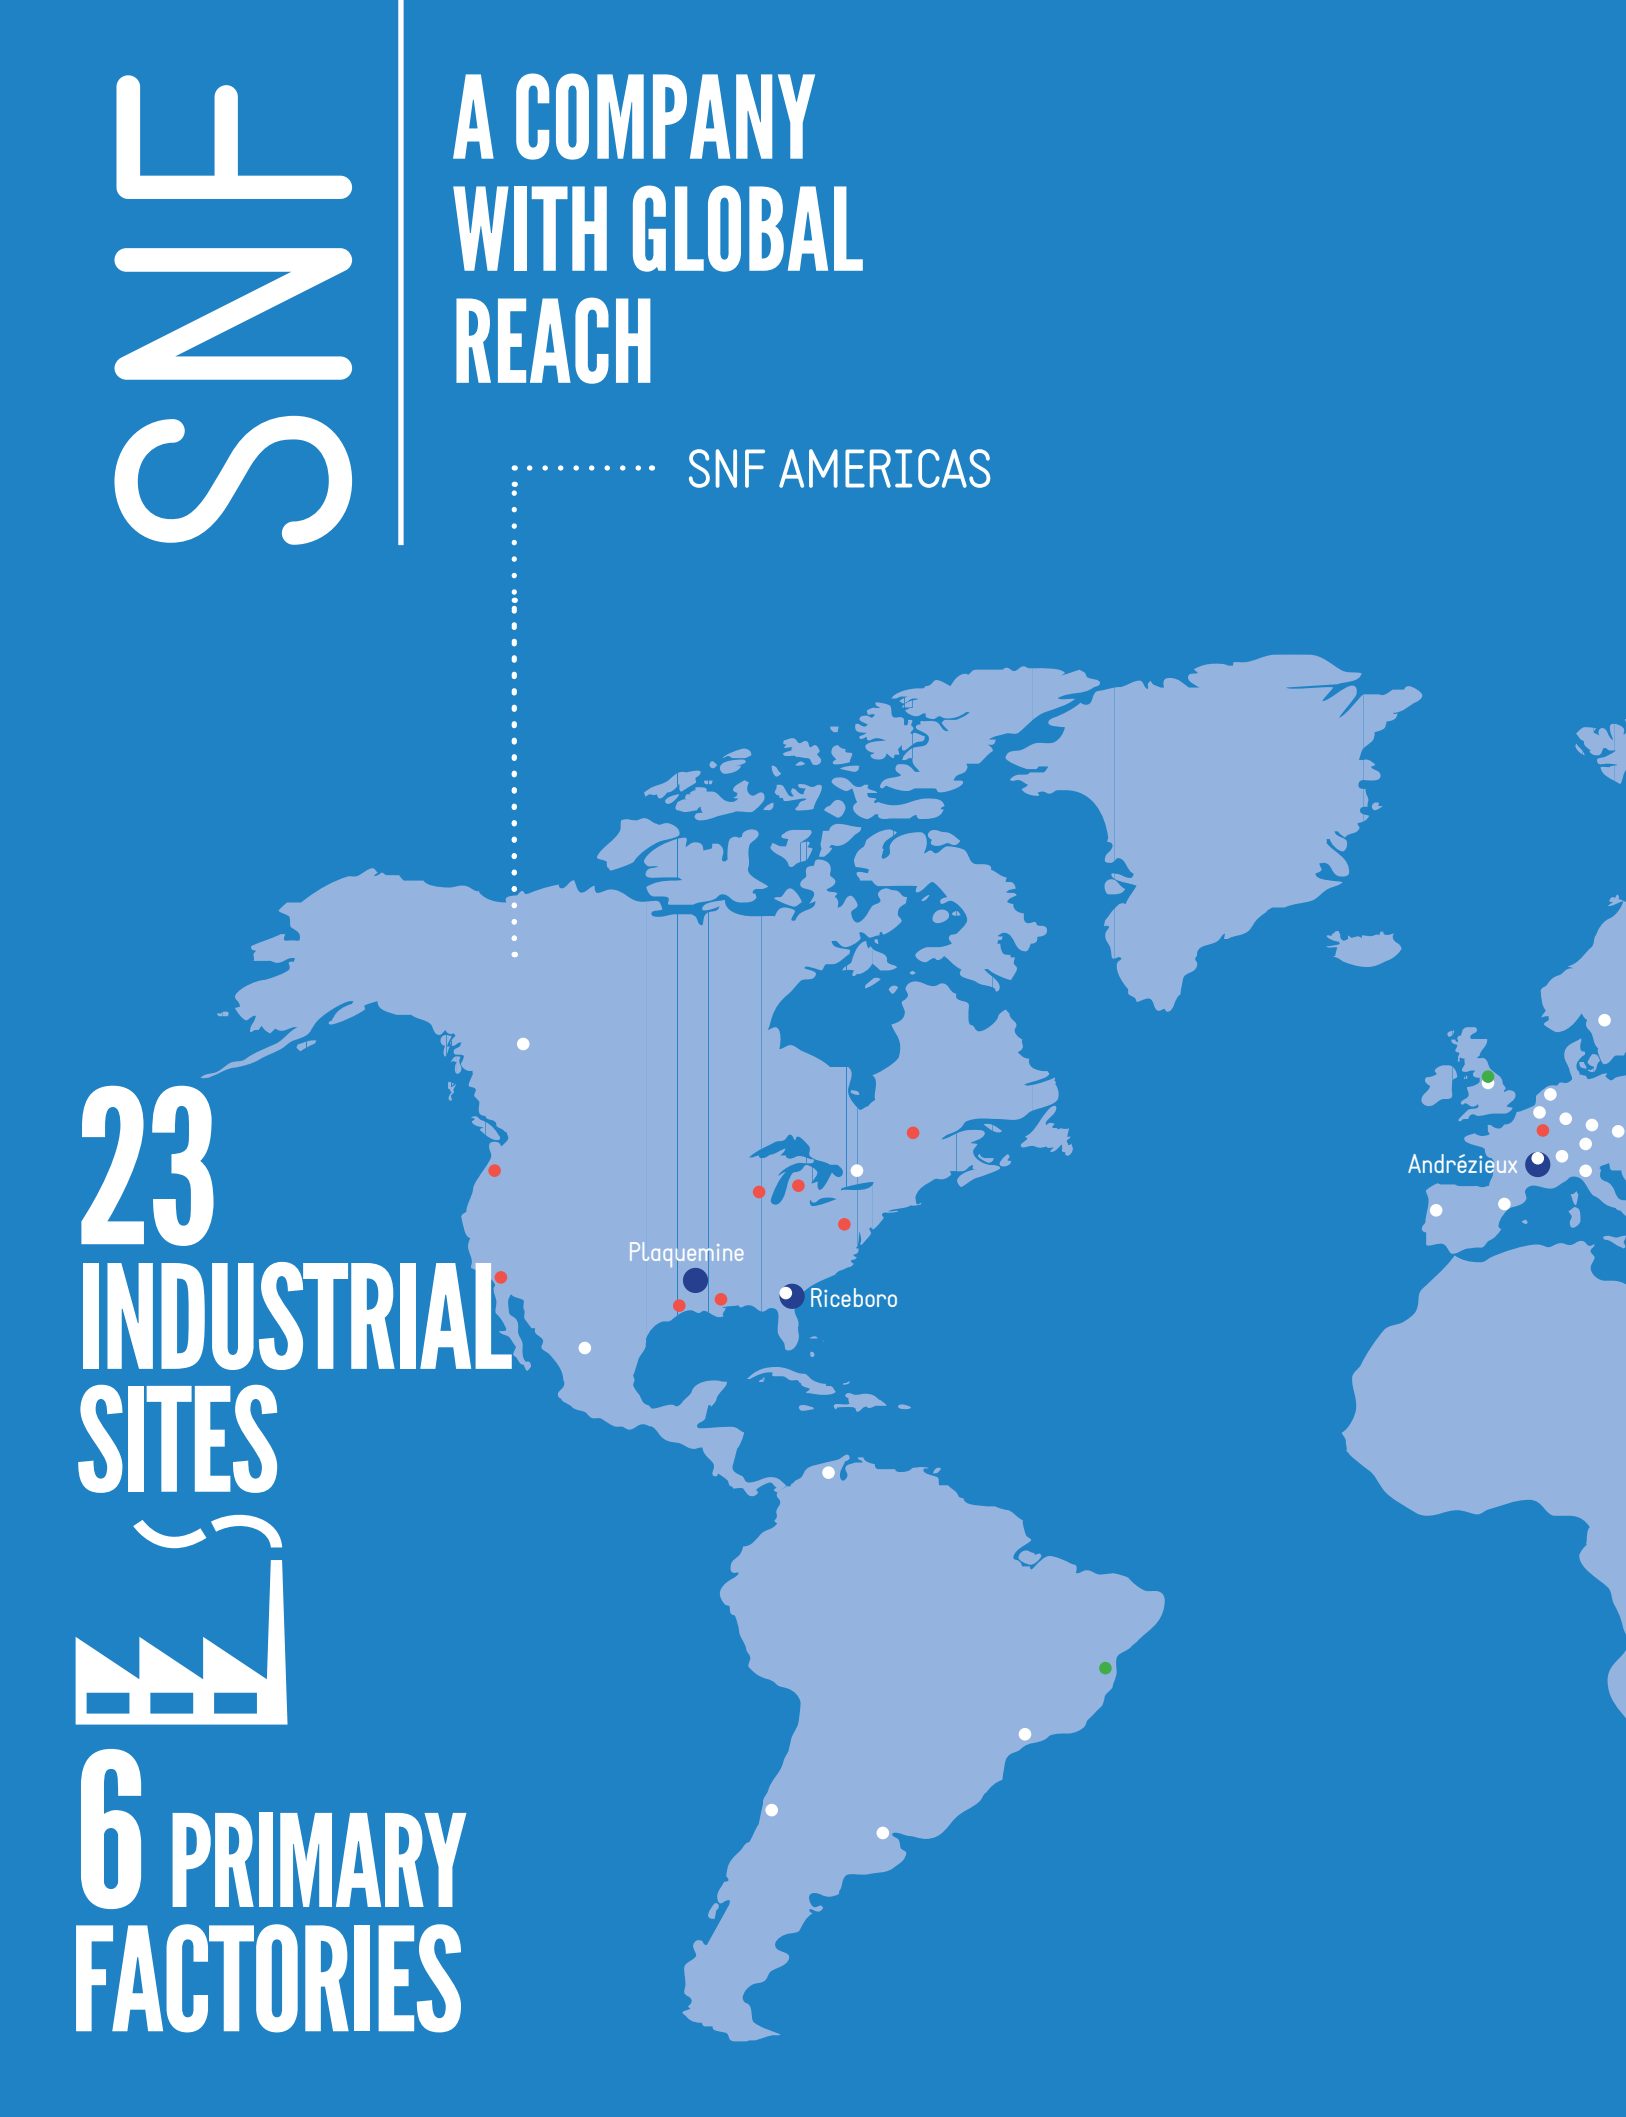 SNF
A COMPANY
WITH GLOBAL
REACH
SNF AMERICAS
23
INDUSTRIAL
SITES
6 PRIMARY
FACTORIES
Plaquemine
Riceboro
Andrézieux